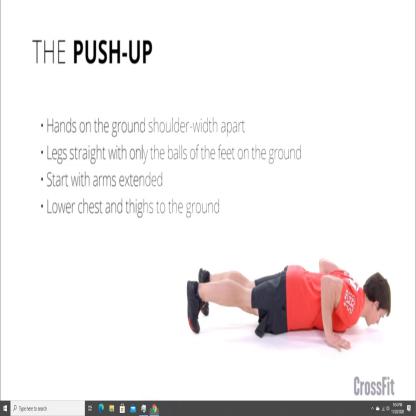 THE PUSH-UP
• Hands on the ground shoulder-width apart
• Legs straight with only the balls of the feet on the ground
• Start with arms extended
• Lower chest and thighs to the ground
CrossFit
Type here to search